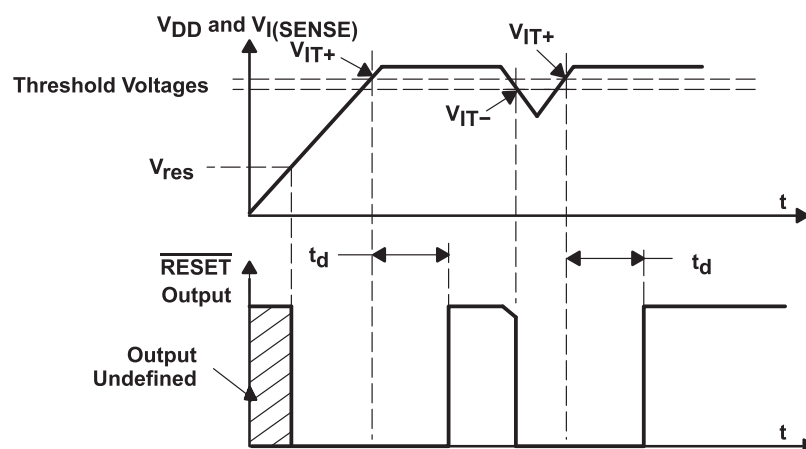 V_DD and V_I(SENSE)
V_IT+
V_IT+
Threshold Voltages
V_IT−
V_res
t
t_d
t_d
RESET
Output
Output
Undefined
t